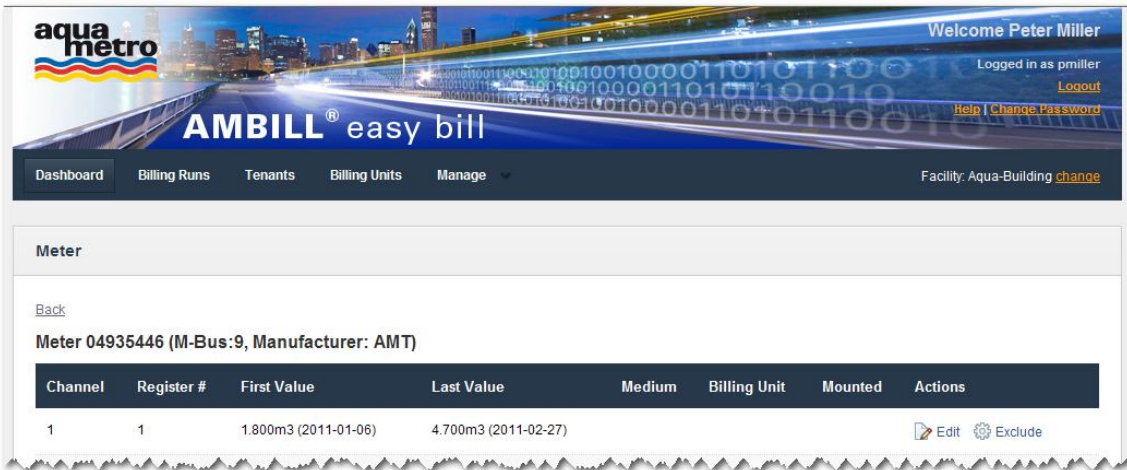 aqua
metro
Welcome Peter Miller
Logged in as pmiller
Logout
Help | Change Password
AMBILL® easy bill
Dashboard Billing Runs Tenants Billing Units Manage Facility: Aqua-Building change
Meter
Back
Meter 04935446 (M-Bus:9, Manufacturer: AMT)
Channel Register # First Value Last Value Medium Billing Unit Mounted Actions
1 1 1.800m3 (2011-01-06) 4.700m3 (2011-02-27) Edit Exclude